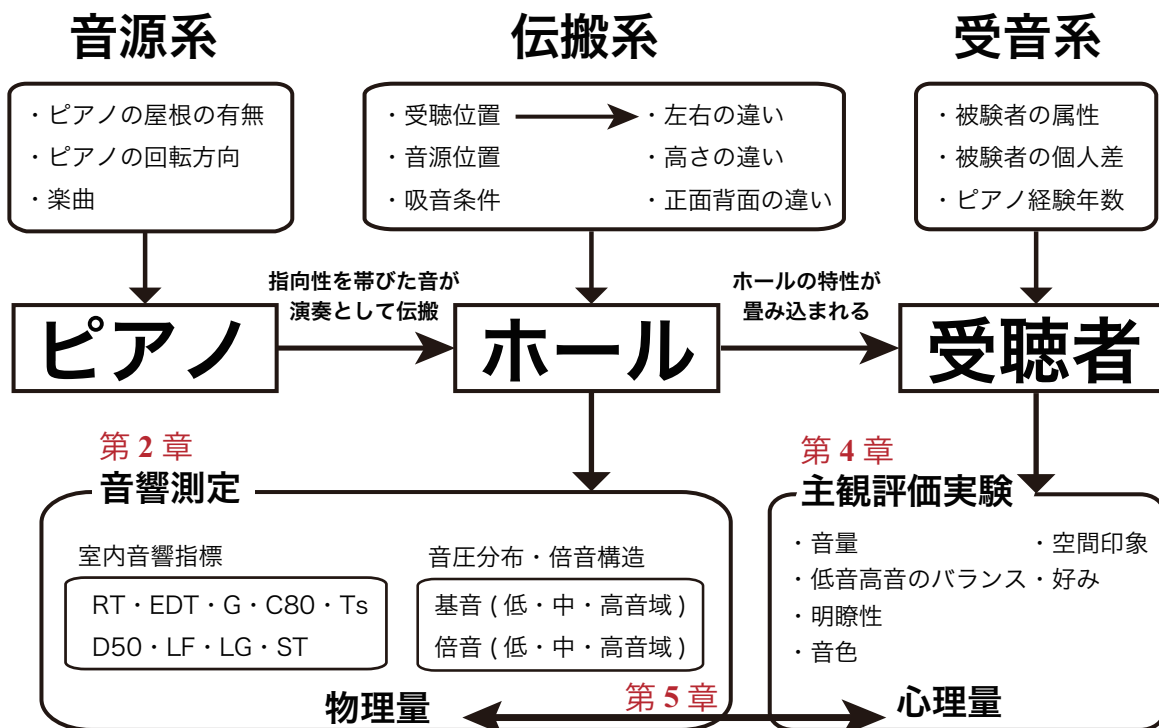 音源系
伝搬系
受音系
・ピアノの屋根の有無
・ピアノの回転方向
・楽曲
・受聴位置
・音源位置
・吸音条件
・左右の違い
・高さの違い
・正面背面の違い
・被験者の属性
・被験者の個人差
・ピアノ経験年数
指向性を帯びた音が
演奏として伝搬
ホールの特性が
畳み込まれる
ピアノ
ホール
受聴者
第 2 章
音響測定
室内音響指標
RT・EDT・G・C80・Ts
D50・LF・LG・ST
音圧分布・倍音構造
基音 ( 低・中・高音域 )
倍音 ( 低・中・高音域 )
物理量
第 4 章
主観評価実験
・音量
・低音高音のバランス
・明瞭性
・音色
・空間印象
・好み
第 5 章
心理量